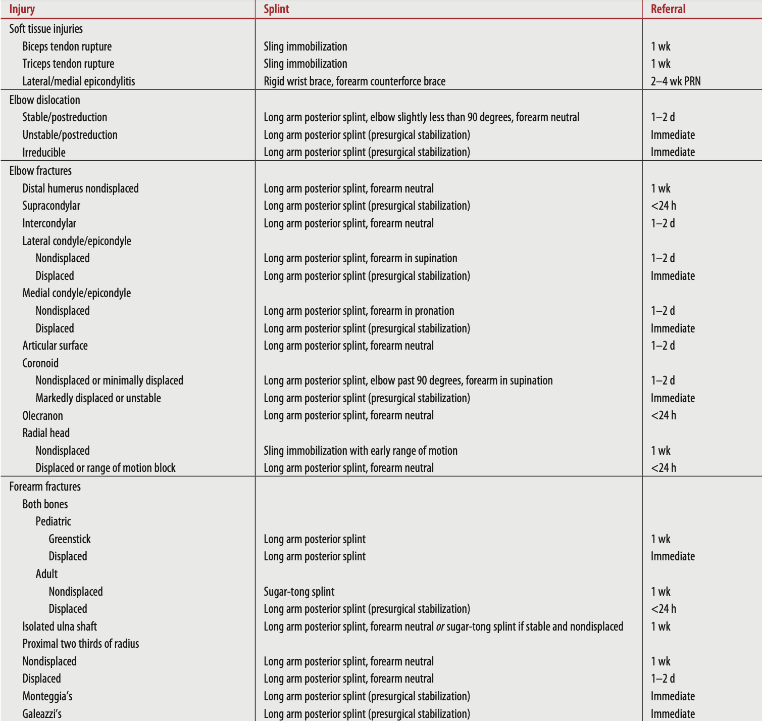 Injury Splint Referral
Soft tissue injuries
Biceps tendon rupture Sling immobilization 1 wk
Triceps tendon rupture Sling immobilization 1 wk
Lateral/medial epicondylitis Rigid wrist brace, forearm counterforce brace 2–4 wk PRN
Elbow dislocation
Stable/postreduction Long arm posterior splint, elbow slightly less than 90 degrees, forearm neutral 1–2 d
Unstable/postreduction Long arm posterior splint (presurgical stabilization) Immediate
Irreducible Long arm posterior splint (presurgical stabilization) Immediate
Elbow fractures
Distal humerus nondisplaced Long arm posterior splint, forearm neutral 1 wk
Supracondylar Long arm posterior splint (presurgical stabilization) <24 h
Intercondylar Long arm posterior splint, forearm neutral 1–2 d
Lateral condyle/epicondyle
Nondisplaced Long arm posterior splint, forearm in supination 1–2 d
Displaced Long arm posterior splint (presurgical stabilization) Immediate
Medial condyle/epicondyle
Nondisplaced Long arm posterior splint, forearm in pronation 1–2 d
Displaced Long arm posterior splint (presurgical stabilization) Immediate
Articular surface Long arm posterior splint, forearm neutral 1–2 d
Coronoid
Nondisplaced or minimally displaced Long arm posterior splint, elbow past 90 degrees, forearm in supination 1–2 d
Markedly displaced or unstable Long arm posterior splint (presurgical stabilization) Immediate
Olecranon Long arm posterior splint, forearm neutral <24 h
Radial head
Nondisplaced Sling immobilization with early range of motion 1 wk
Displaced or range of motion block Long arm posterior splint, forearm neutral <24 h
Forearm fractures
Both bones
Pediatric
Greenstick Long arm posterior splint 1 wk
Displaced Long arm posterior splint Immediate
Adult
Nondisplaced Sugar-tong splint 1 wk
Displaced Long arm posterior splint (presurgical stabilization) <24 h
Isolated ulna shaft Long arm posterior splint, forearm neutral or sugar-tong splint if stable and nondisplaced 1 wk
Proximal two thirds of radius
Nondisplaced Long arm posterior splint, forearm neutral 1 wk
Displaced Long arm posterior splint, forearm neutral 1–2 d
Monteggia's Long arm posterior splint (presurgical stabilization) Immediate
Galeazzi's Long arm posterior splint (presurgical stabilization) Immediate